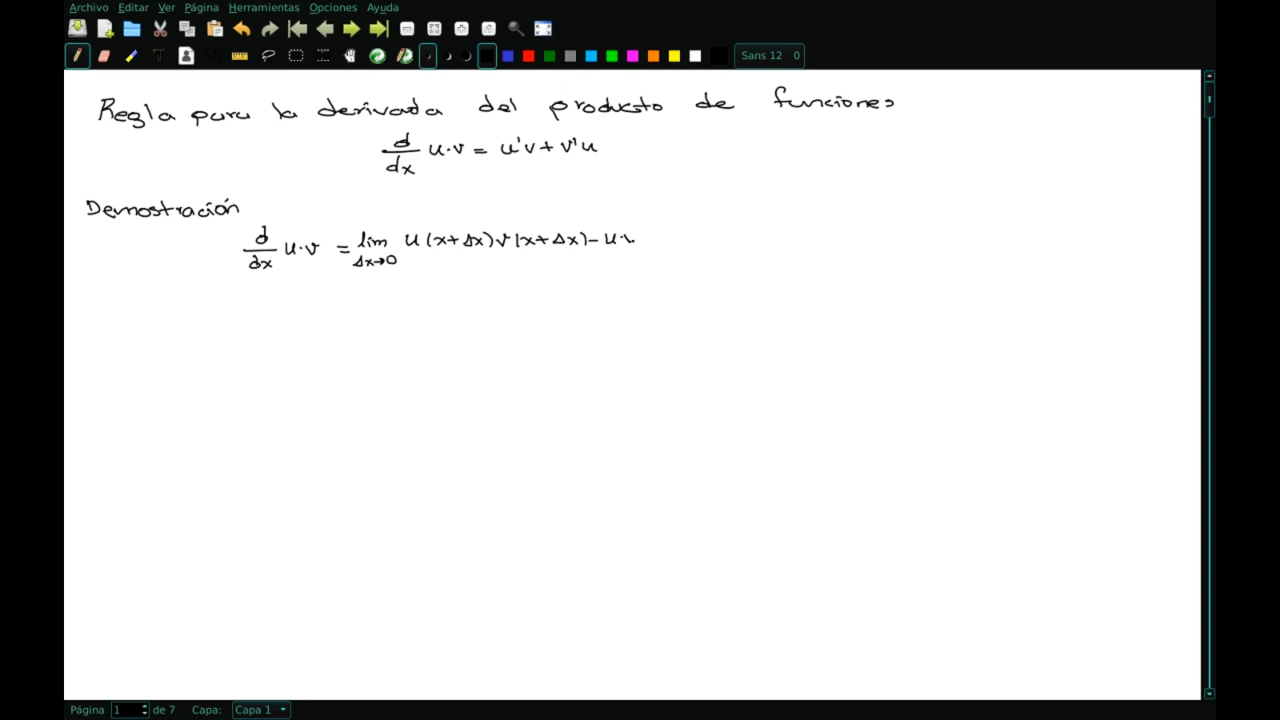 Archivo Editar Ver Página Herramientas Opciones Ayuda
Sans 12 0
Regla para la derivada del producto de funciones
d/dx u·v = u'v + v'u
Demostración
d/dx u·v = lim Δx→0 u(x+Δx)v(x+Δx) - u·v
Página 1 de 7 Capa: Capa 1